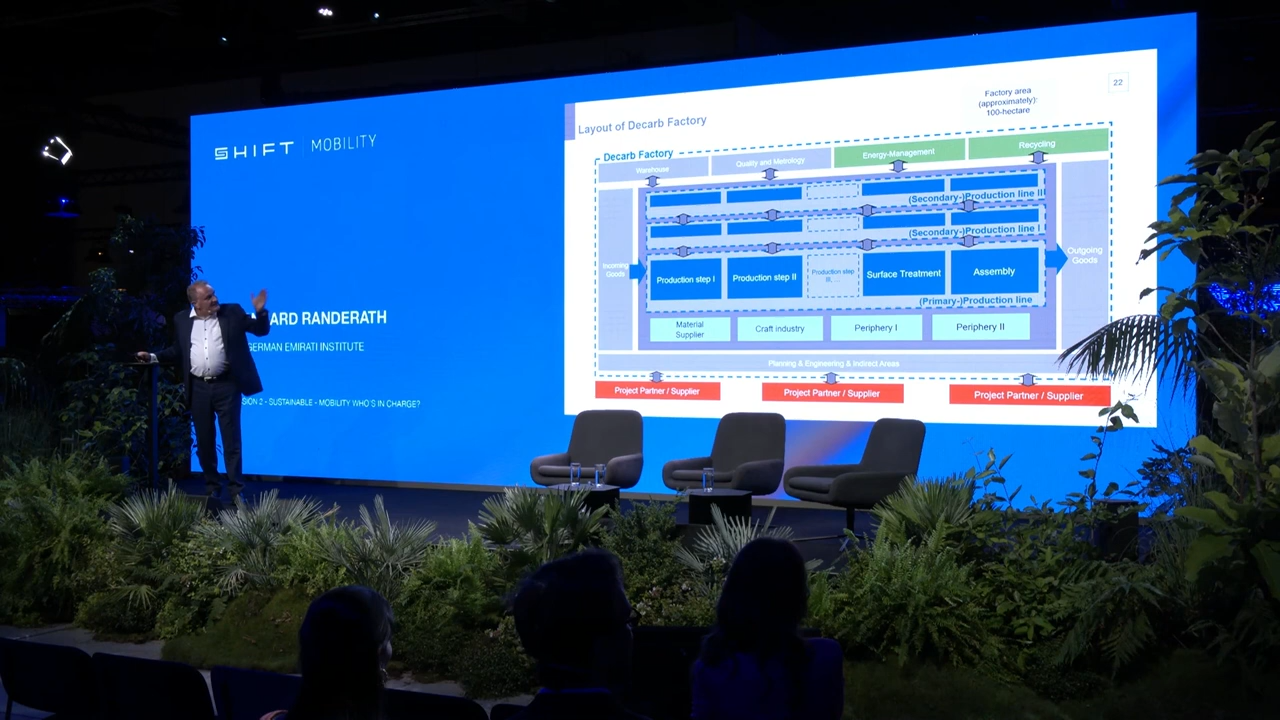 SHIFT | MOBILITY
ARD RANDERATH
GERMAN EMIRATI INSTITUTE
SION 2 - SUSTAINABLE - MOBILITY WHO'S IN CHARGE?
22
Factory area
(approximately):
100-hectare
Layout of Decarb Factory
Decarb Factory
Warehouse
Quality and Metrology
Energy-Management
Recycling
(Secondary-)Production line II
(Secondary-)Production line I
Incoming
Goods
Production step I
Production step II
Production step
III, ...
Surface Treatment
Assembly
Outgoing
Goods
(Primary-)Production line
Material
Supplier
Craft industry
Periphery I
Periphery II
Planning & Engineering & Indirect Areas
Project Partner / Supplier
Project Partner / Supplier
Project Partner / Supplier